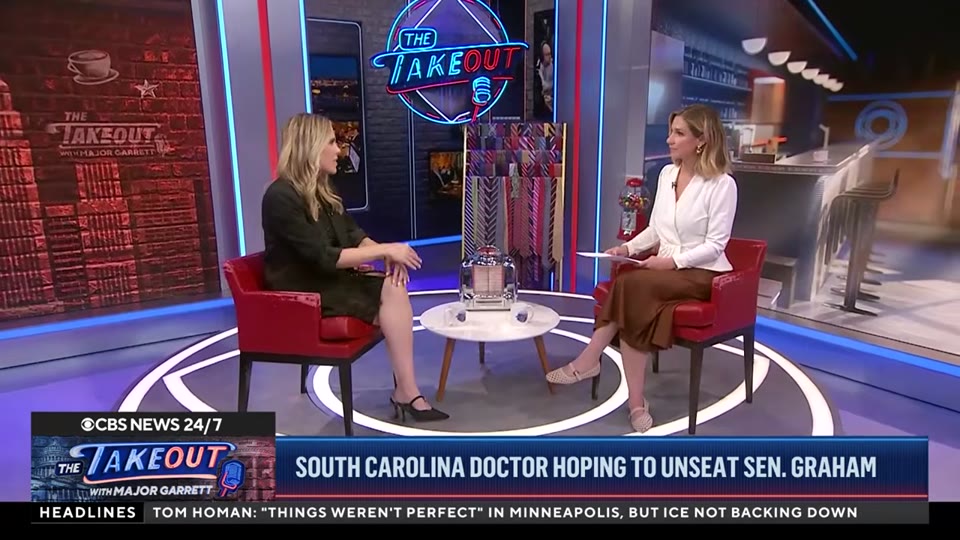 THE
TAKEOUT
THE
TAKEOUT
WITH MAJOR GARRETT
CBS NEWS 24/7
THE TAKEOUT
WITH MAJOR GARRETT
SOUTH CAROLINA DOCTOR HOPING TO UNSEAT SEN. GRAHAM
HEADLINES TOM HOMAN: "THINGS WEREN'T PERFECT" IN MINNEAPOLIS, BUT ICE NOT BACKING DOWN